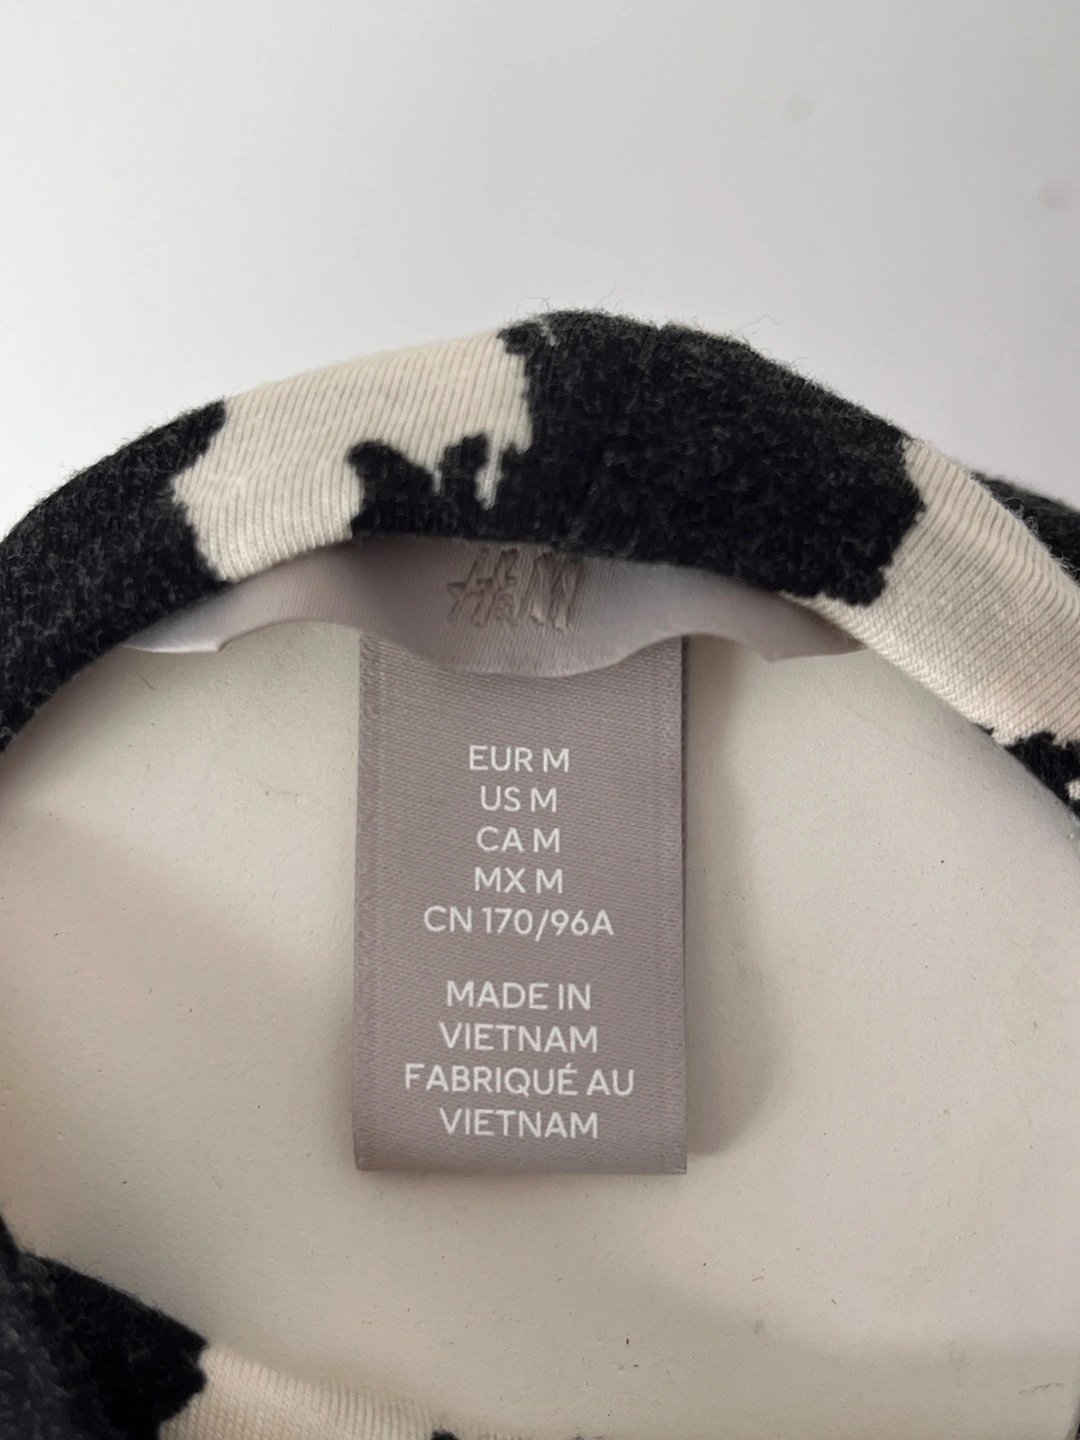 H&M
EUR M
US M
CA M
MX M
CN 170/96A
MADE IN
VIETNAM
FABRIQUÉ AU
VIETNAM